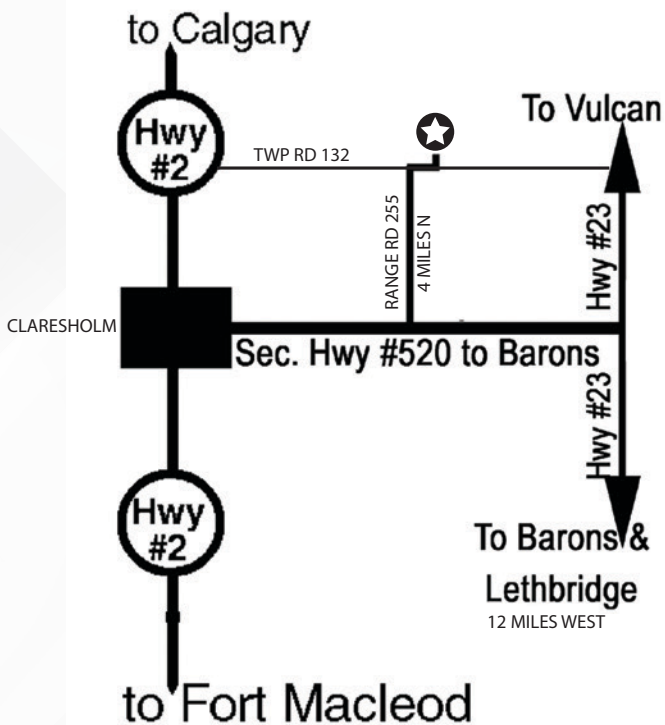 to Calgary
Hwy
#2
To Vulcan
TWP RD 132
RANGE RD 255
4 MILES N
Hwy #23
CLARESHOLM
Sec. Hwy #520 to Barons
Hwy #23
Hwy
#2
To Barons &
Lethbridge
12 MILES WEST
to Fort Macleod